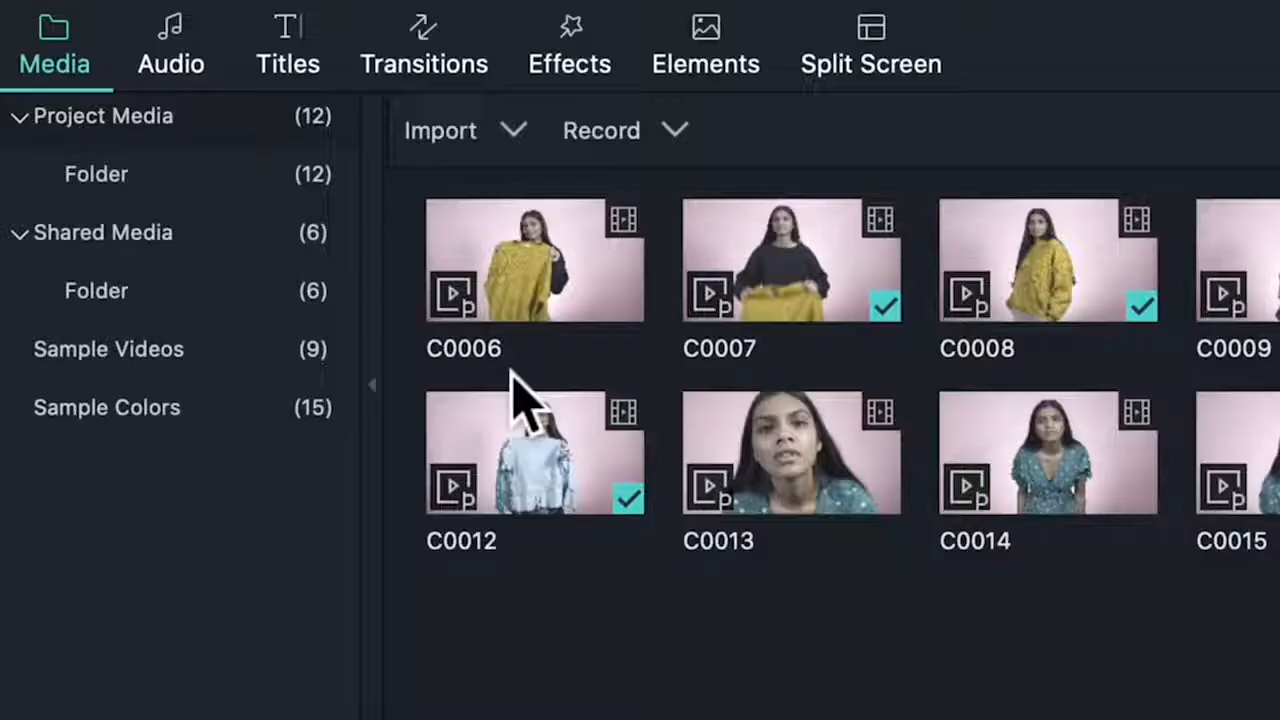 Media Audio Titles Transitions Effects Elements Split Screen
Project Media (12)
Folder (12)
Shared Media (6)
Folder (6)
Sample Videos (9)
Sample Colors (15)
Import Record
C0006 C0007 C0008 C0009
C0012 C0013 C0014 C0015